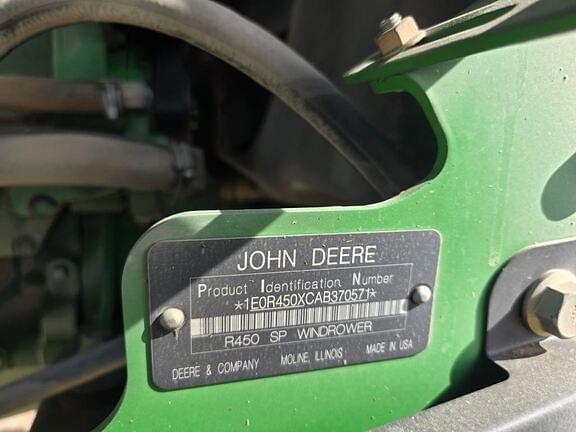 JOHN DEERE
Product Identification Number
*1E0R450XCAB370571*
R450 SP WINDROWER
DEERE & COMPANY MOLINE, ILLINOIS MADE IN USA